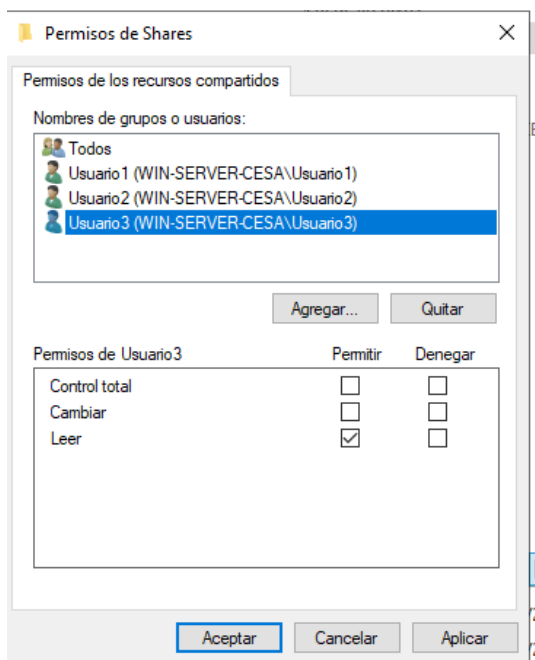 Permisos de Shares
Permisos de los recursos compartidos
Nombres de grupos o usuarios:
Todos
Usuario1 (WIN-SERVER-CESA\Usuario1)
Usuario2 (WIN-SERVER-CESA\Usuario2)
Usuario3 (WIN-SERVER-CESA\Usuario3)
Agregar... Quitar
Permisos de Usuario3 Permitir Denegar
Control total
Cambiar
Leer
Aceptar Cancelar Aplicar